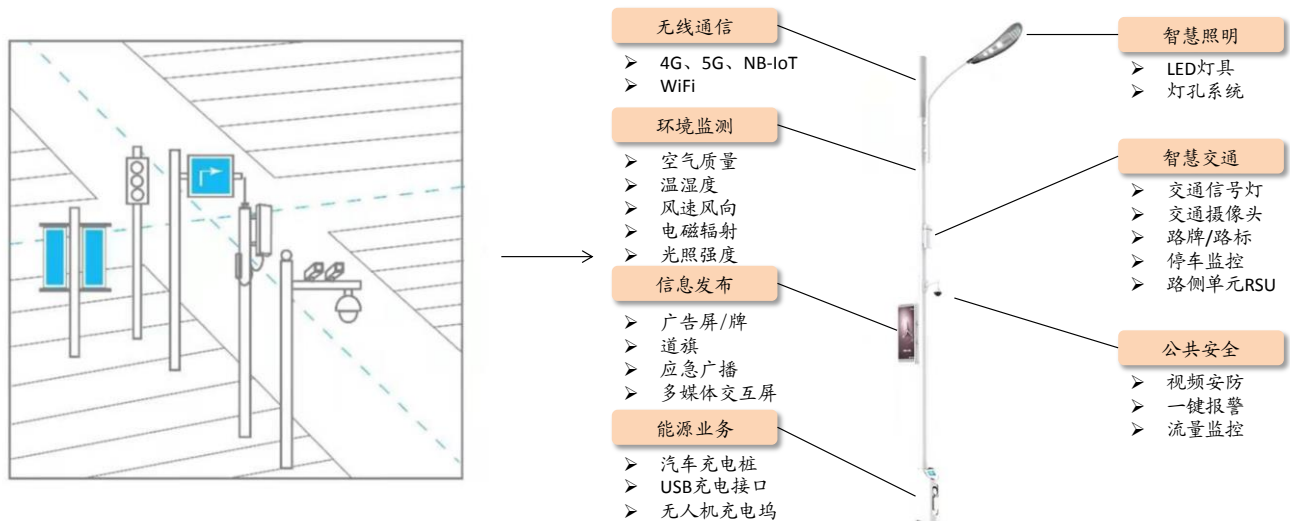 无线通信
➢ 4G、5G、NB-IoT
➢ WiFi
环境监测
➢ 空气质量
➢ 温湿度
➢ 风速风向
➢ 电磁辐射
➢ 光照强度
信息发布
➢ 广告屏/牌
➢ 道旗
➢ 应急广播
➢ 多媒体交互屏
能源业务
➢ 汽车充电桩
➢ USB充电接口
➢ 无人机充电坞
智慧照明
➢ LED灯具
➢ 灯孔系统
智慧交通
➢ 交通信号灯
➢ 交通摄像头
➢ 路牌/路标
➢ 停车监控
➢ 路侧单元RSU
公共安全
➢ 视频安防
➢ 一键报警
➢ 流量监控